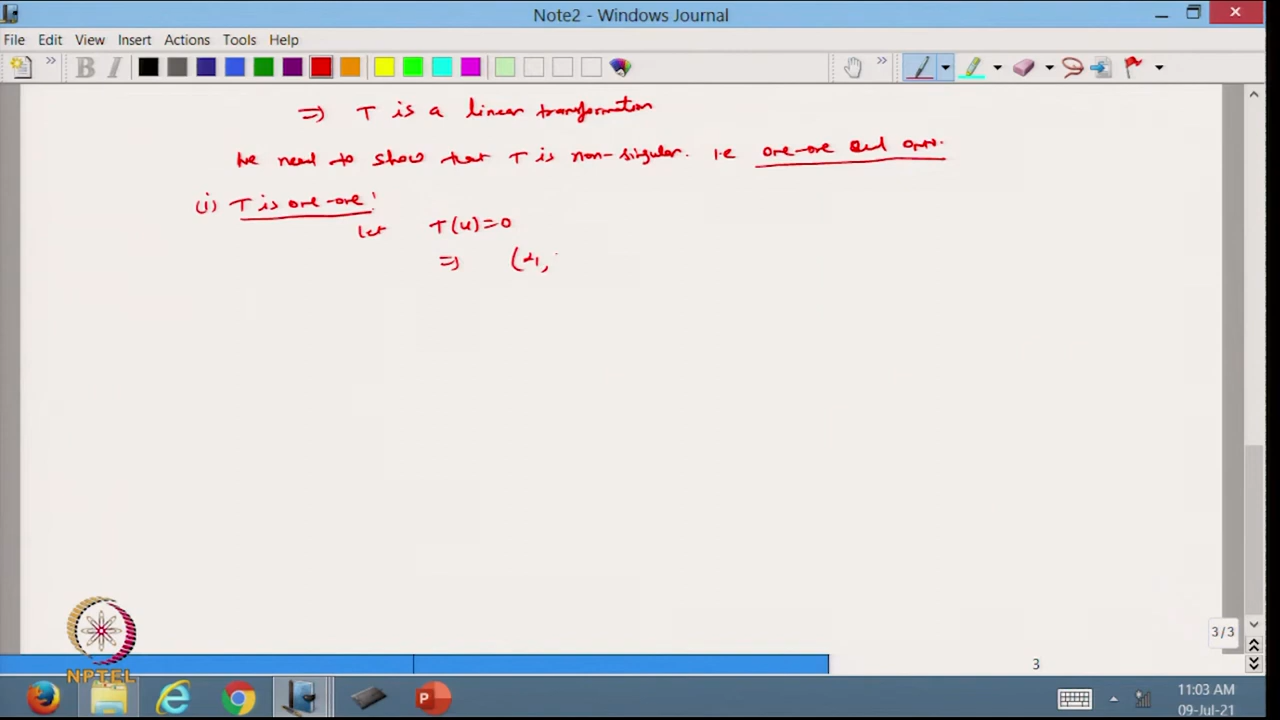 Note2 - Windows Journal
File Edit View Insert Actions Tools Help
⇒ T is a linear transformation
We need to show that T is non-singular. i.e one-one and onto.
(i) T is one-one:
let T(u)=0
⇒ (α1,
3/3
3
NPTEL
11:03 AM
09-Jul-21